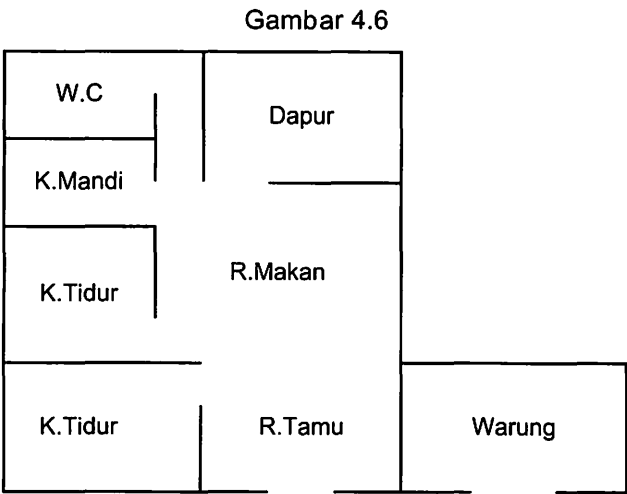 Gambar 4.6
W.C
Dapur
K.Mandi
R.Makan
K.Tidur
K.Tidur
R.Tamu
Warung